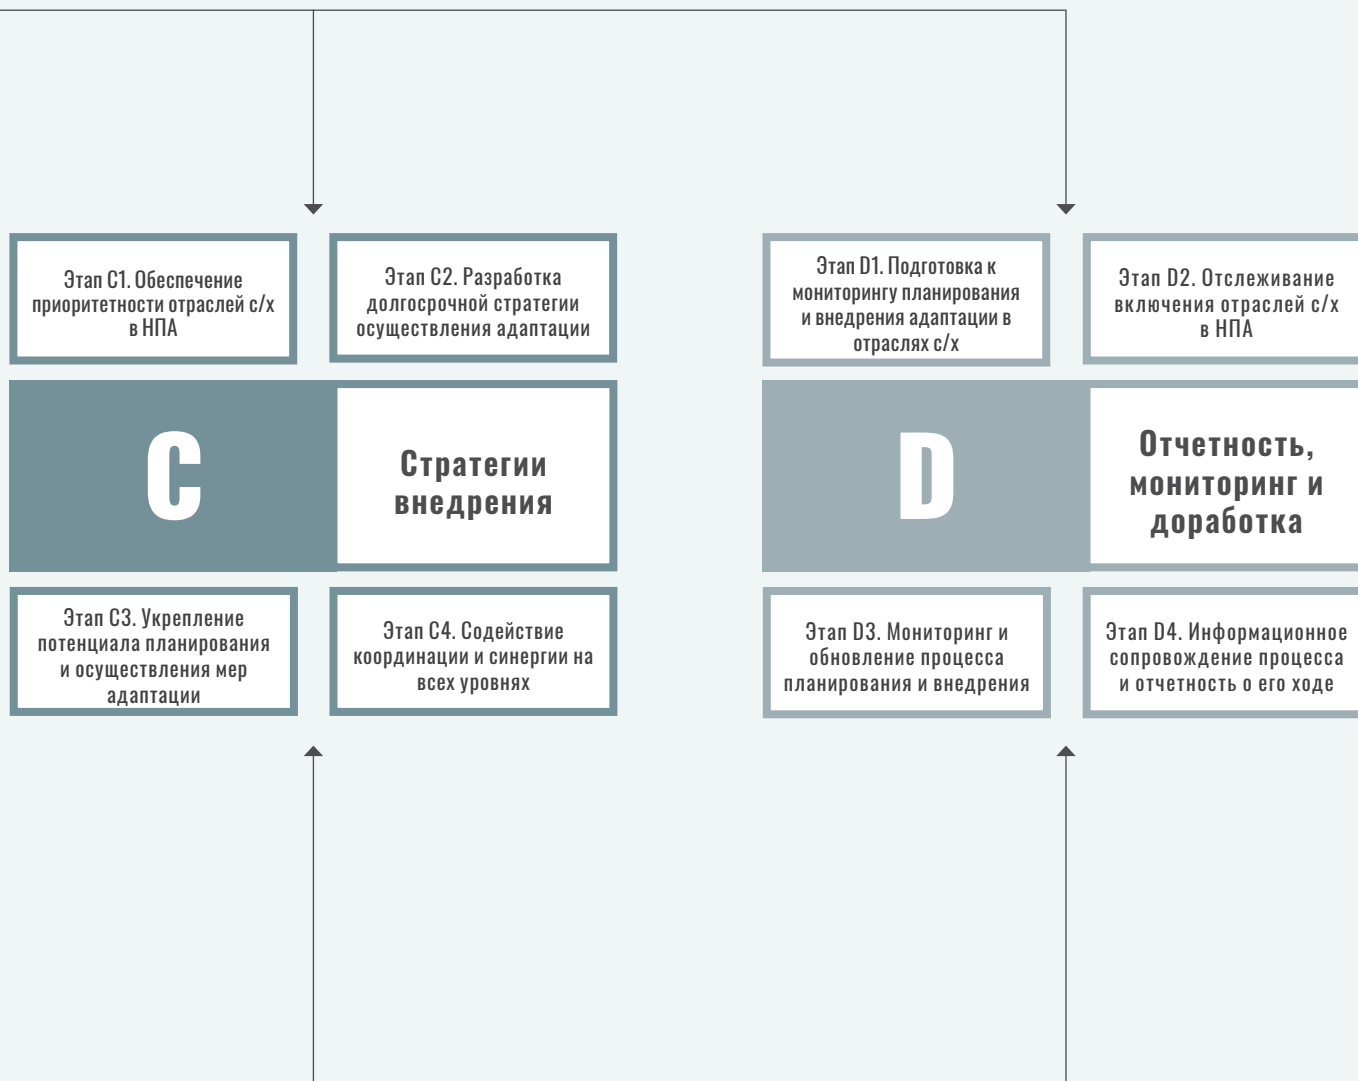 Этап C1. Обеспечение
приоритетности отраслей с/х
в НПА
Этап C2. Разработка
долгосрочной стратегии
осуществления адаптации
C
Стратегии
внедрения
Этап C3. Укрепление
потенциала планирования
и осуществления мер
адаптации
Этап C4. Содействие
координации и синергии на
всех уровнях
Этап D1. Подготовка к
мониторингу планирования
и внедрения адаптации в
отраслях с/х
Этап D2. Отслеживание
включения отраслей с/х
в НПА
D
Отчетность,
мониторинг и
доработка
Этап D3. Мониторинг и
обновление процесса
планирования и внедрения
Этап D4. Информационное
сопровождение процесса
и отчетность о его ходе